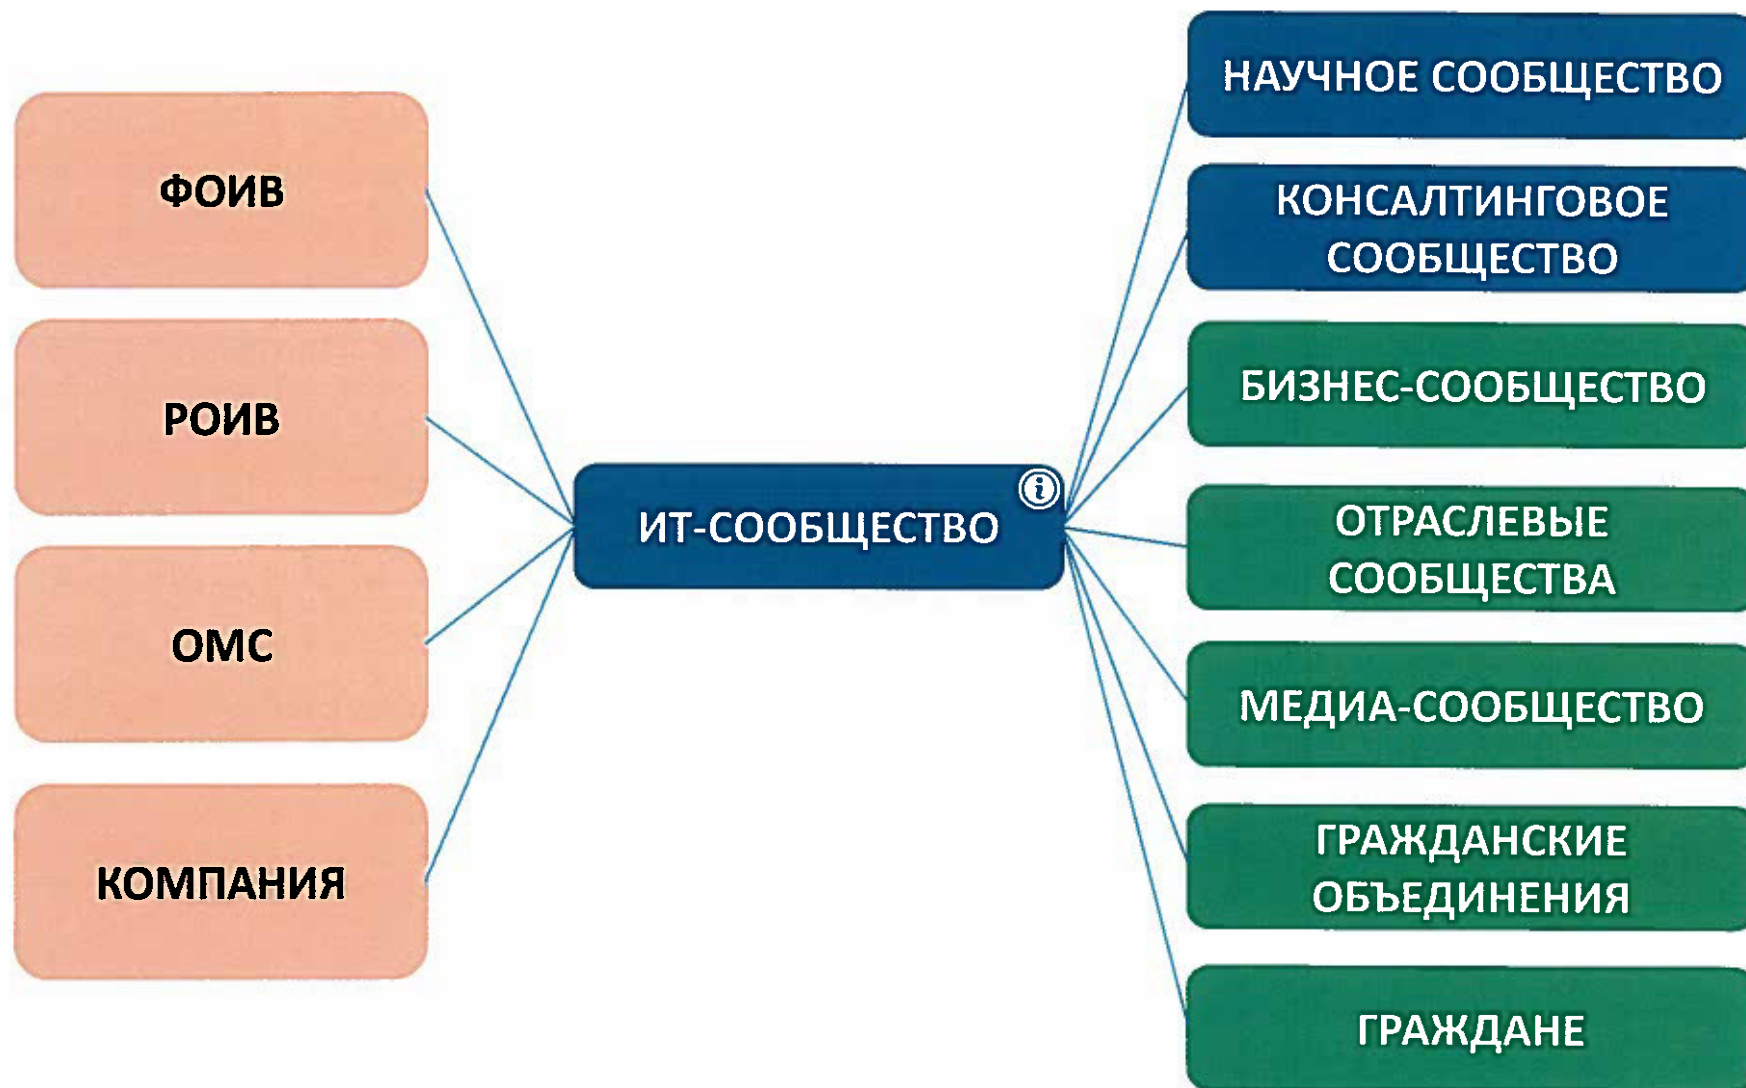 ФОИВ
РОИВ
ОМС
КОМПАНИЯ
ИТ-СООБЩЕСТВО
i
НАУЧНОЕ СООБЩЕСТВО
КОНСАЛТИНГОВОЕ
СООБЩЕСТВО
БИЗНЕС-СООБЩЕСТВО
ОТРАСЛЕВЫЕ
СООБЩЕСТВА
МЕДИА-СООБЩЕСТВО
ГРАЖДАНСКИЕ
ОБЪЕДИНЕНИЯ
ГРАЖДАНЕ